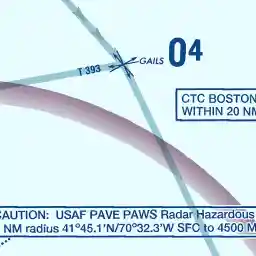 04
GAILS
T 393
CTC BOSTON
WITHIN 20 NM
CAUTION: USAF PAVE PAWS Radar Hazardous
NM radius 41°45.1'N/70°32.3'W SFC to 4500 M